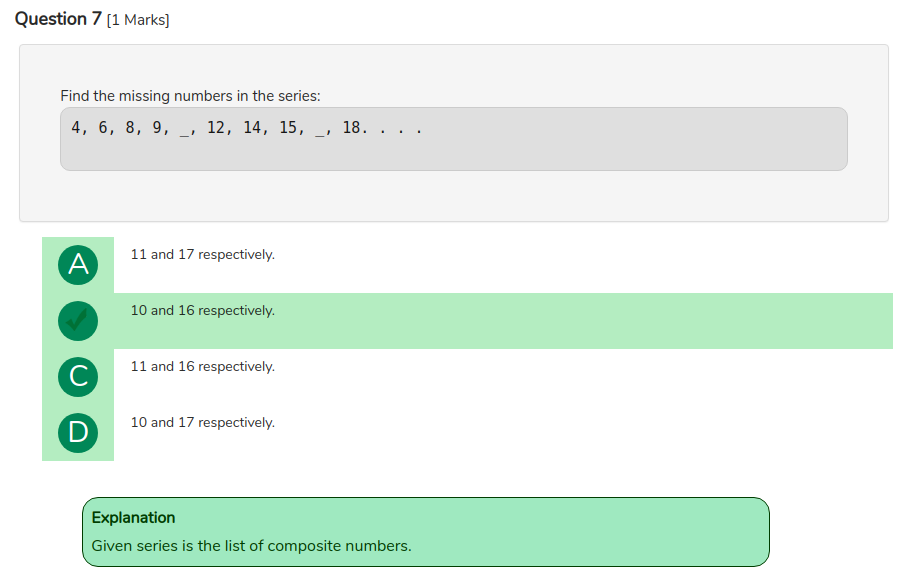 Question 7 [1 Marks]
Find the missing numbers in the series:
4, 6, 8, 9, _, 12, 14, 15, _, 18. . . .
A 11 and 17 respectively.
10 and 16 respectively.
C 11 and 16 respectively.
D 10 and 17 respectively.
Explanation
Given series is the list of composite numbers.